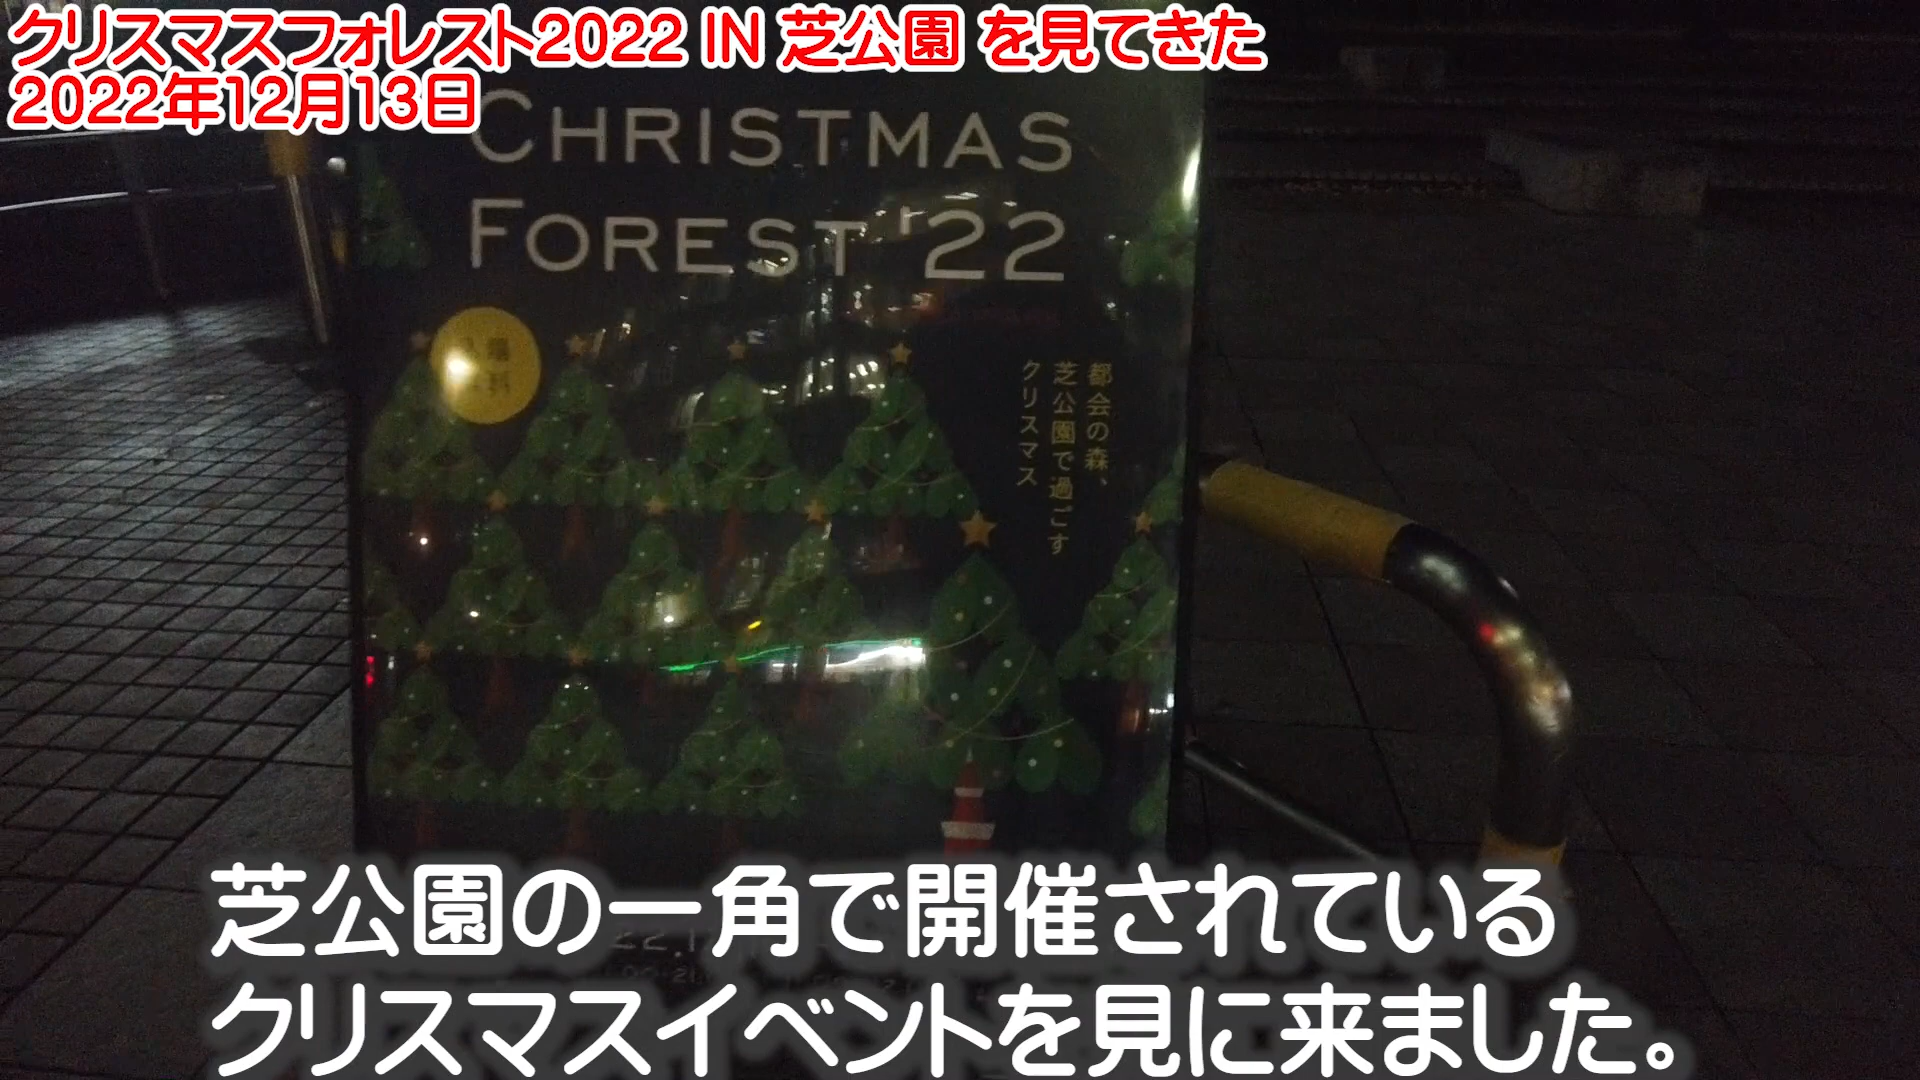 クリスマスフォレスト2022 IN 芝公園 を見てきた
2022年12月13日
CHRISTMAS
FOREST '22
都会の森、
芝公園で過ごす
クリスマス
芝公園の一角で開催されている
クリスマスイベントを見に来ました。